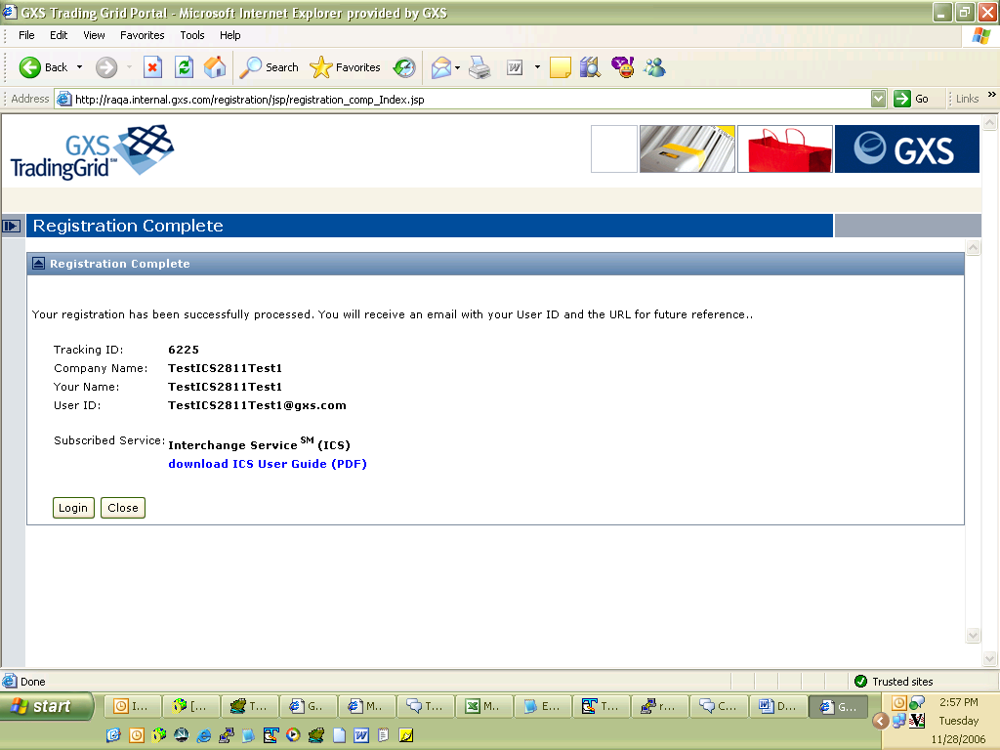 GXS Trading Grid Portal - Microsoft Internet Explorer provided by GXS
File Edit View Favorites Tools Help
Back Search Favorites
Address http://raqa.internal.gxs.com/registration/jsp/registration_comp_Index.jsp Go Links »
GXS
TradingGrid℠
GXS
Registration Complete
Registration Complete
Your registration has been successfully processed. You will receive an email with your User ID and the URL for future reference..
Tracking ID: 6225
Company Name: TestICS2811Test1
Your Name: TestICS2811Test1
User ID: TestICS2811Test1@gxs.com
Subscribed Service: Interchange Service SM (ICS)
download ICS User Guide (PDF)
Login Close
Done Trusted sites
start I... [... T... G... M... T... M... E... T... r... C... D... G... 2:57 PM
Tuesday
11/28/2006